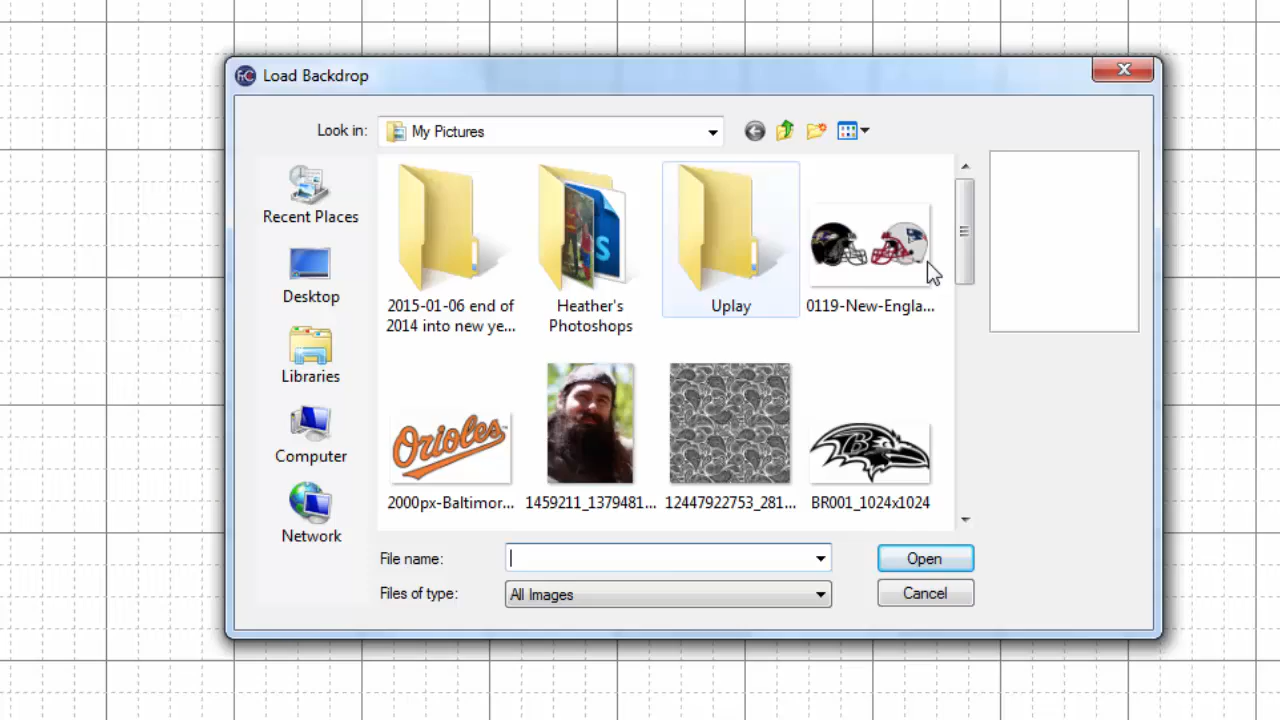 Load Backdrop
Look in:
My Pictures
Recent Places
Desktop
Libraries
Computer
Network
2015-01-06 end of
2014 into new ye...
Heather's
Photoshops
Uplay
0119-New-Engla...
Orioles
2000px-Baltimor...
1459211_1379481...
12447922753_281...
B
BR001_1024x1024
File name:
Open
Files of type:
All Images
Cancel